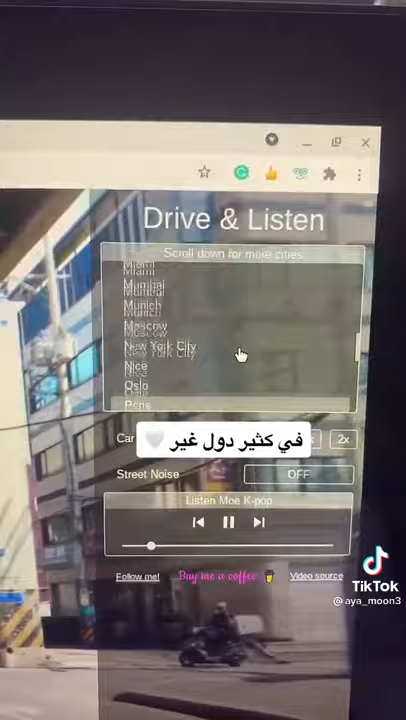 Drive & Listen
Scroll down for more cities
Miami
Mumbai
Munich
Moscow
New York City
Nice
Oslo
Paris
في كثير دول غير 🤍
Car
2x
Street Noise
OFF
Listen Moe K-pop
Follow me!
Buy me a coffee
Video source
TikTok
@aya_moon3